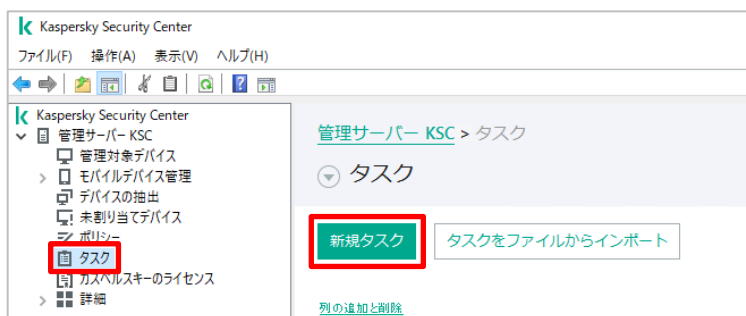 Kaspersky Security Center
ファイル(F) 操作(A) 表示(V) ヘルプ(H)
Kaspersky Security Center
管理サーバー KSC
管理対象デバイス
モバイルデバイス管理
デバイスの抽出
未割り当てデバイス
ポリシー
タスク
カスペルスキーのライセンス
詳細
管理サーバー KSC > タスク
タスク
新規タスク
タスクをファイルからインポート
列の追加と削除